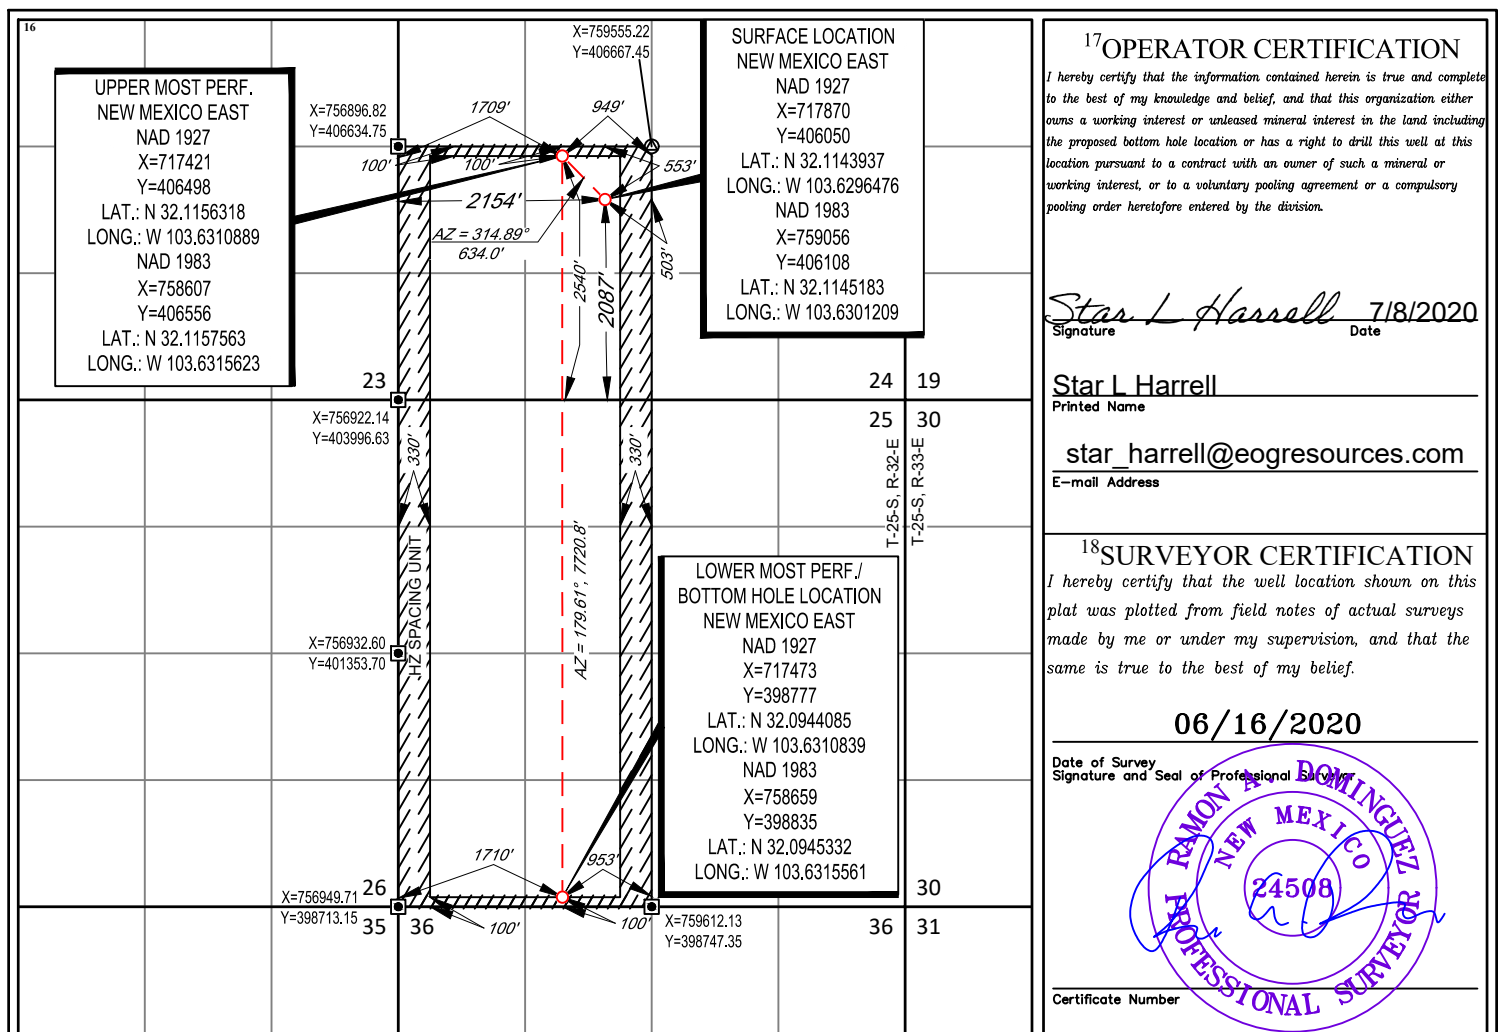 16
X=759555.22
Y=406667.45
UPPER MOST PERF.
NEW MEXICO EAST
NAD 1927
X=717421
Y=406498
LAT.: N 32.1156318
LONG.: W 103.6310889
NAD 1983
X=758607
Y=406556
LAT.: N 32.1157563
LONG.: W 103.6315623
X=756896.82
Y=406634.75
1709'
949'
100'
100'
553'
2154'
AZ = 314.89°
634.0'
2540'
2087'
503'
SURFACE LOCATION
NEW MEXICO EAST
NAD 1927
X=717870
Y=406050
LAT.: N 32.1143937
LONG.: W 103.6296476
NAD 1983
X=759056
Y=406108
LAT.: N 32.1145183
LONG.: W 103.6301209
23
24 19
25 30
X=756922.14
Y=403996.63
330'
330'
T-25-S, R-32-E
T-25-S, R-33-E
HZ SPACING UNIT
AZ = 179.61°, 7720.8'
X=756932.60
Y=401353.70
LOWER MOST PERF./
BOTTOM HOLE LOCATION
NEW MEXICO EAST
NAD 1927
X=717473
Y=398777
LAT.: N 32.0944085
LONG.: W 103.6310839
NAD 1983
X=758659
Y=398835
LAT.: N 32.0945332
LONG.: W 103.6315561
1710'
953'
X=756949.71
Y=398713.15
26
35 36
100'
100'
X=759612.13
Y=398747.35
30
36 31
17OPERATOR CERTIFICATION
I hereby certify that the information contained herein is true and complete
to the best of my knowledge and belief, and that this organization either
owns a working interest or unleased mineral interest in the land including
the proposed bottom hole location or has a right to drill this well at this
location pursuant to a contract with an owner of such a mineral or
working interest, or to a voluntary pooling agreement or a compulsory
pooling order heretofore entered by the division.
Star L Harrell 7/8/2020
Signature Date
Star L Harrell
Printed Name
star_harrell@eogresources.com
E-mail Address
18SURVEYOR CERTIFICATION
I hereby certify that the well location shown on this
plat was plotted from field notes of actual surveys
made by me or under my supervision, and that the
same is true to the best of my belief.
06/16/2020
Date of Survey
Signature and Seal of Professional Surveyor
RAMON A. DOMINGUEZ
NEW MEXICO
24508
PROFESSIONAL SURVEYOR
Certificate Number